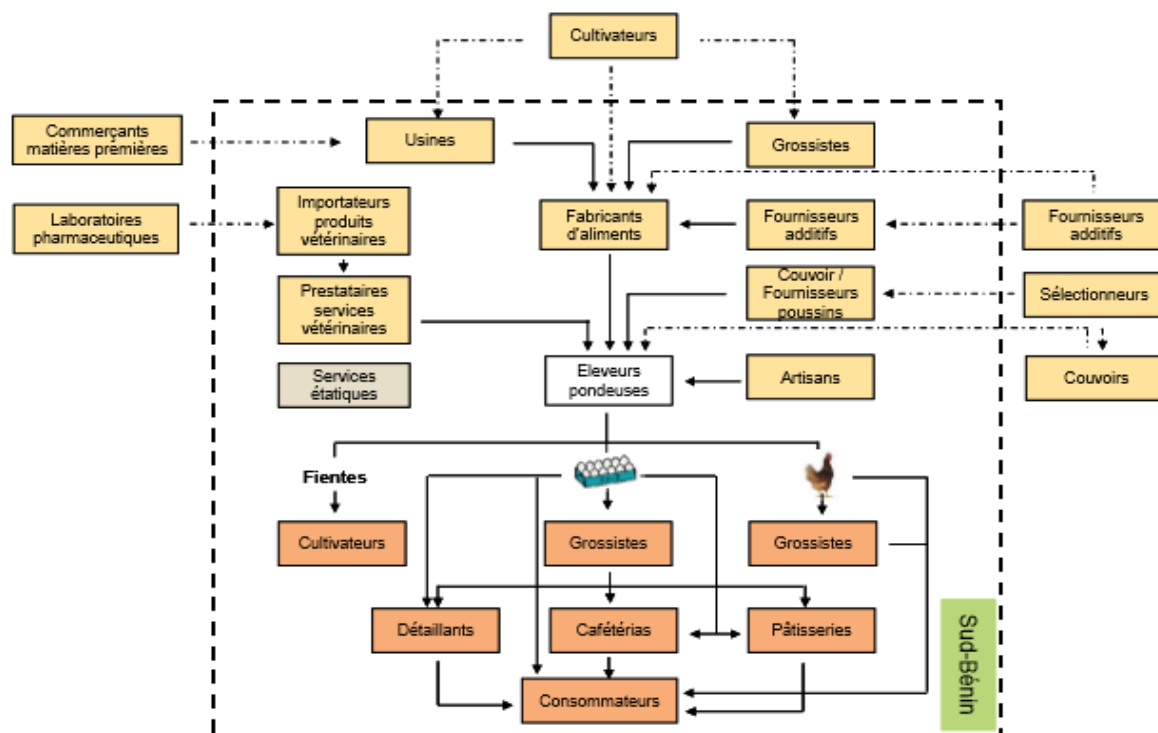 Cultivateurs
Commerçants
matières prémières
Usines
Grossistes
Laboratoires
pharmaceutiques
Importateurs
produits
vétérinaires
Fabricants
d'aliments
Fournisseurs
additifs
Fournisseurs
additifs
Prestataires
services
vétérinaires
Couvoir /
Fournisseurs
poussins
Sélectionneurs
Services
étatiques
Eleveurs
pondeuses
Artisans
Couvoirs
Fientes
Cultivateurs
Grossistes
Grossistes
Détaillants
Cafétérias
Pâtisseries
Consommateurs
Sud-Bénin